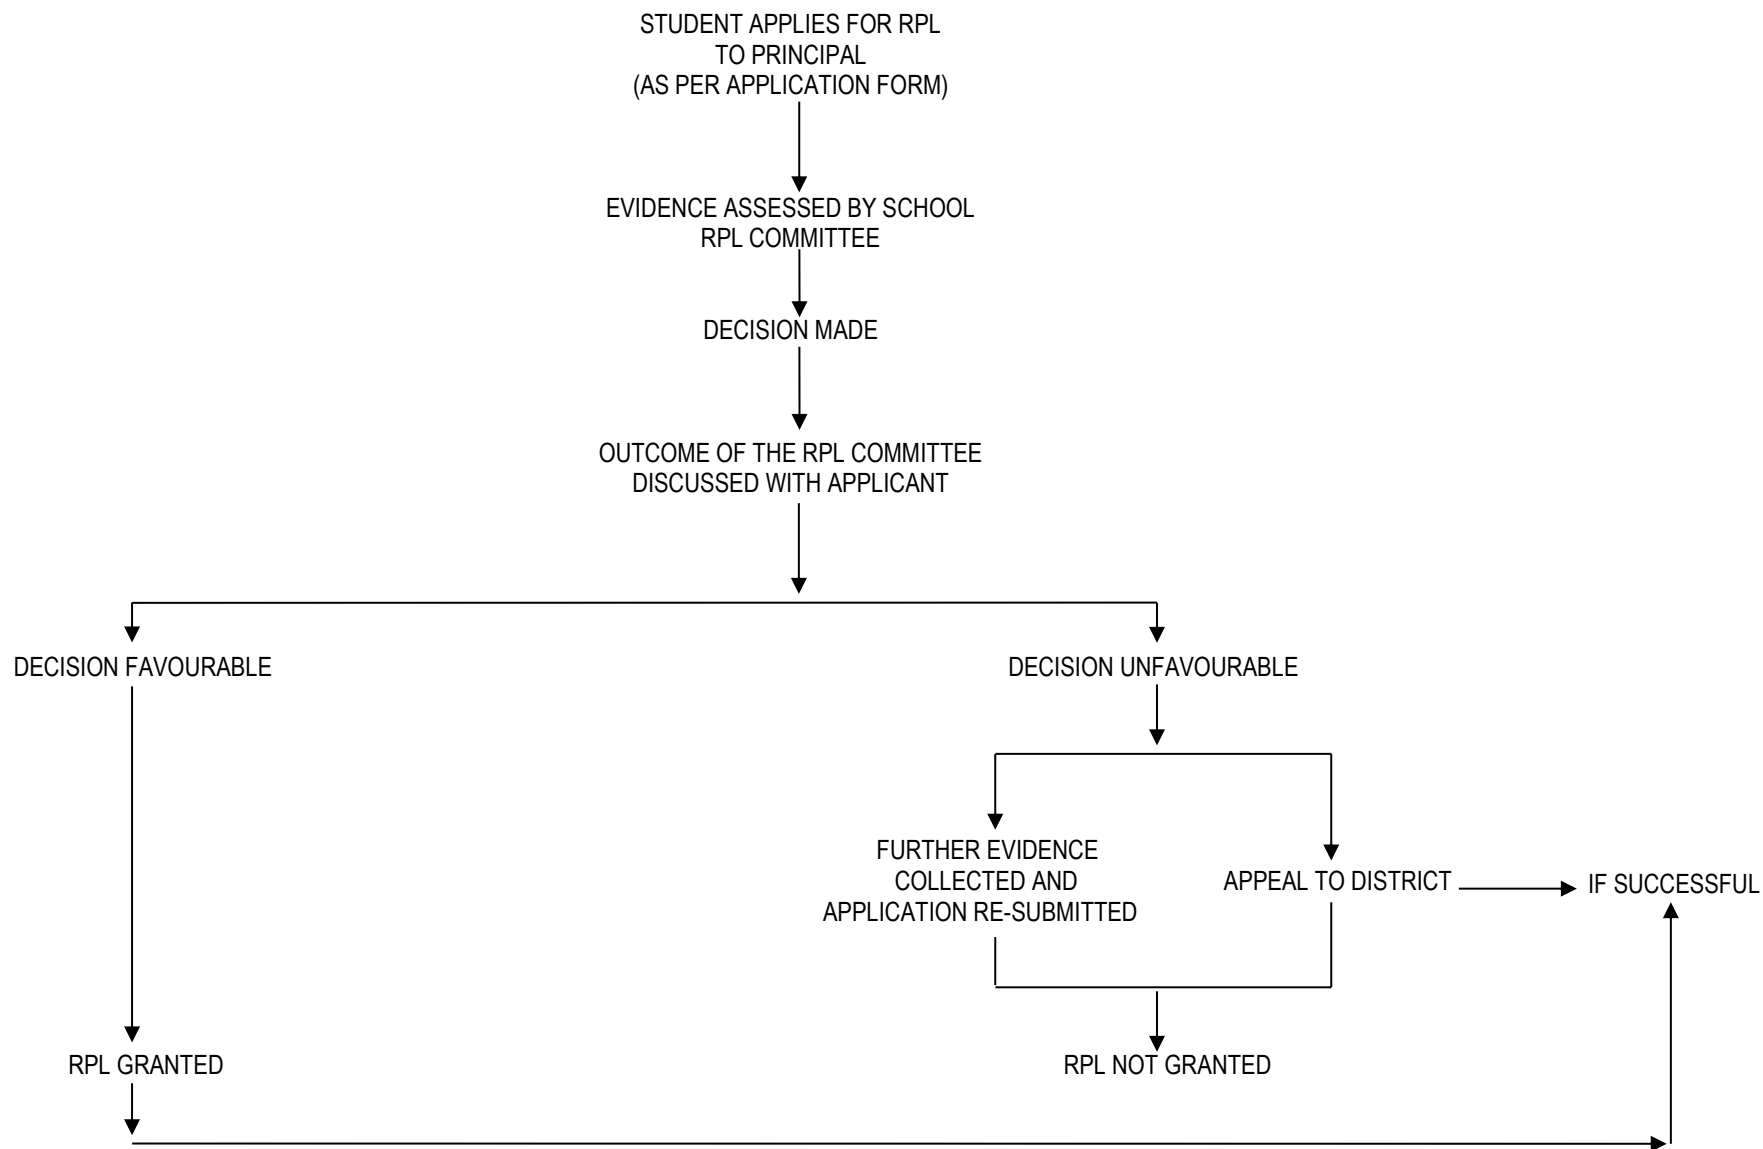 STUDENT APPLIES FOR RPL
TO PRINCIPAL
(AS PER APPLICATION FORM)
EVIDENCE ASSESSED BY SCHOOL
RPL COMMITTEE
DECISION MADE
OUTCOME OF THE RPL COMMITTEE
DISCUSSED WITH APPLICANT
DECISION FAVOURABLE
DECISION UNFAVOURABLE
FURTHER EVIDENCE
COLLECTED AND
APPLICATION RE-SUBMITTED
APPEAL TO DISTRICT
IF SUCCESSFUL
RPL GRANTED
RPL NOT GRANTED